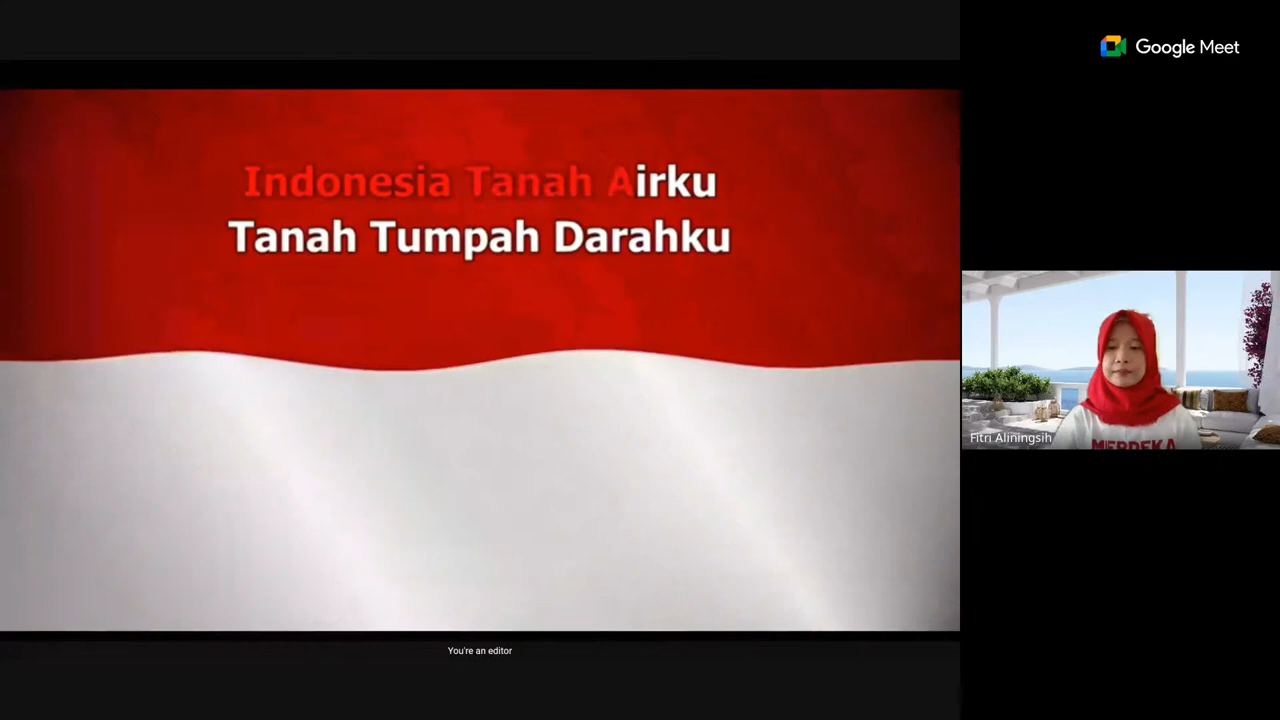 Indonesia Tanah Airku
Tanah Tumpah Darahku
Google Meet
Fitri Aliningsih
MERDEKA
You're an editor